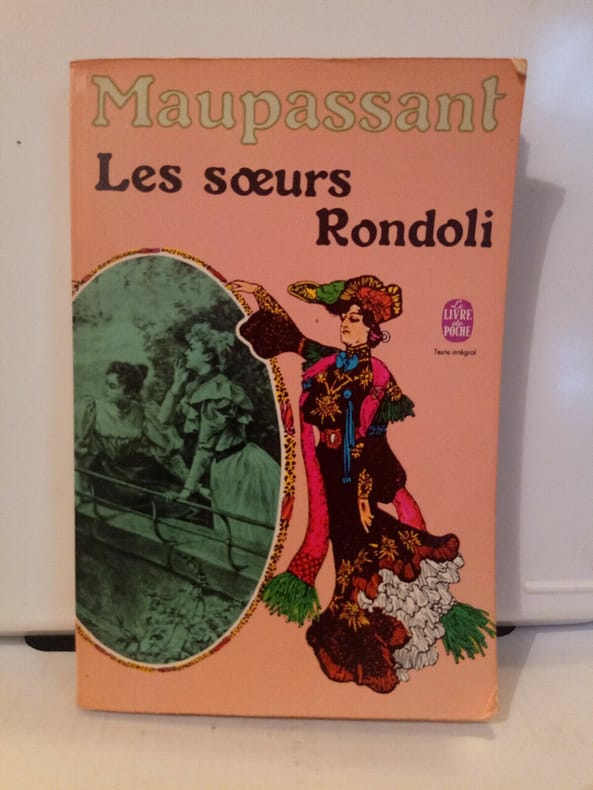 Maupassant
Les sœurs
Rondoli
Le
LIVRE
de
POCHE
Texte intégral